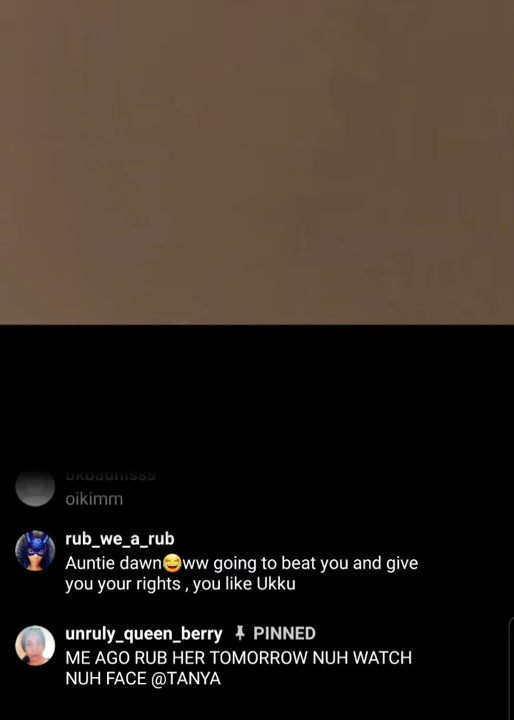 oikimm
rub_we_a_rub
Auntie dawn😂ww going to beat you and give
you your rights , you like Ukku
unruly_queen_berry PINNED
ME AGO RUB HER TOMORROW NUH WATCH
NUH FACE @TANYA